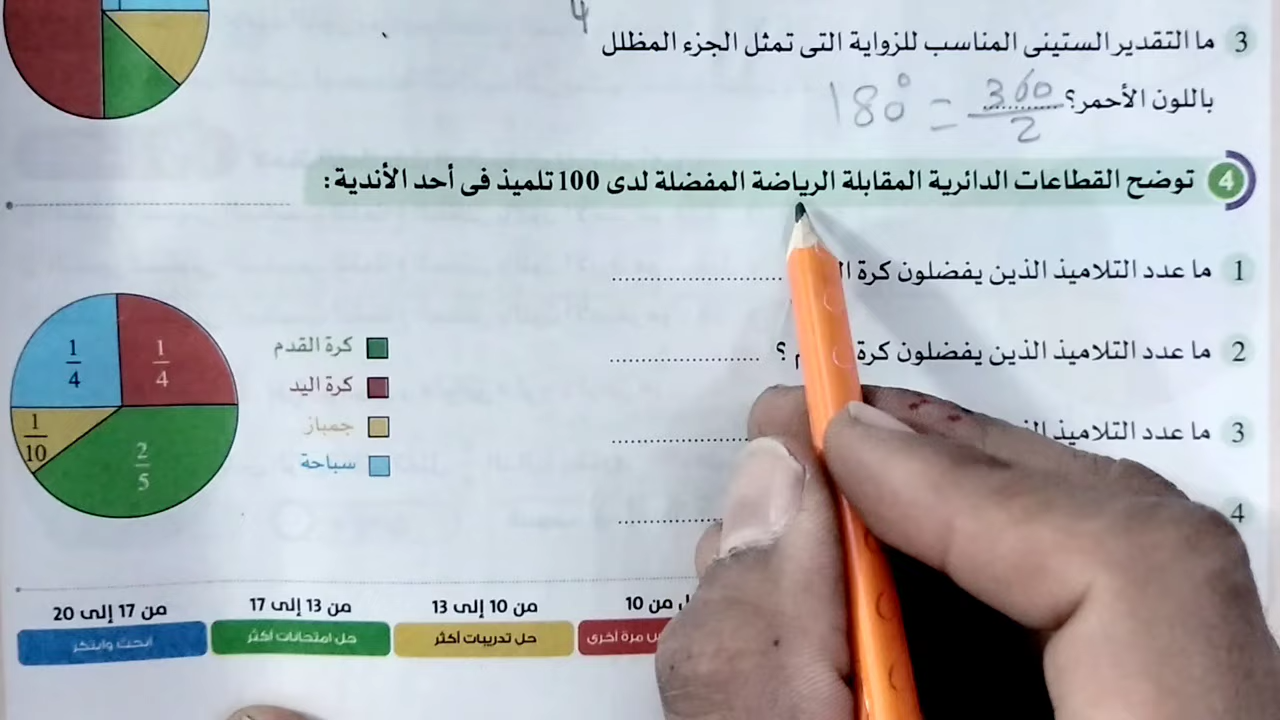 4
3 ما التقدير الستينى المناسب للزواية التى تمثل الجزء المظلل
باللون الأحمر؟ 360/2 = 180°
4 توضح القطاعات الدائرية المقابلة الرياضة المفضلة لدى 100 تلميذ فى أحد الأندية:
1 ما عدد التلاميذ الذين يفضلون كرة
2 ما عدد التلاميذ الذين يفضلون كرة ؟
3 ما عدد التلاميذ
4
كرة القدم
كرة اليد
جمباز
سباحة
1/4
1/4
1/10
2/5
من 10
من 10 إلى 13
من 13 إلى 17
من 17 إلى 20
مرة أخرى
حل تدريبات أكثر
حل امتحانات أكثر
ابحث وابتكر